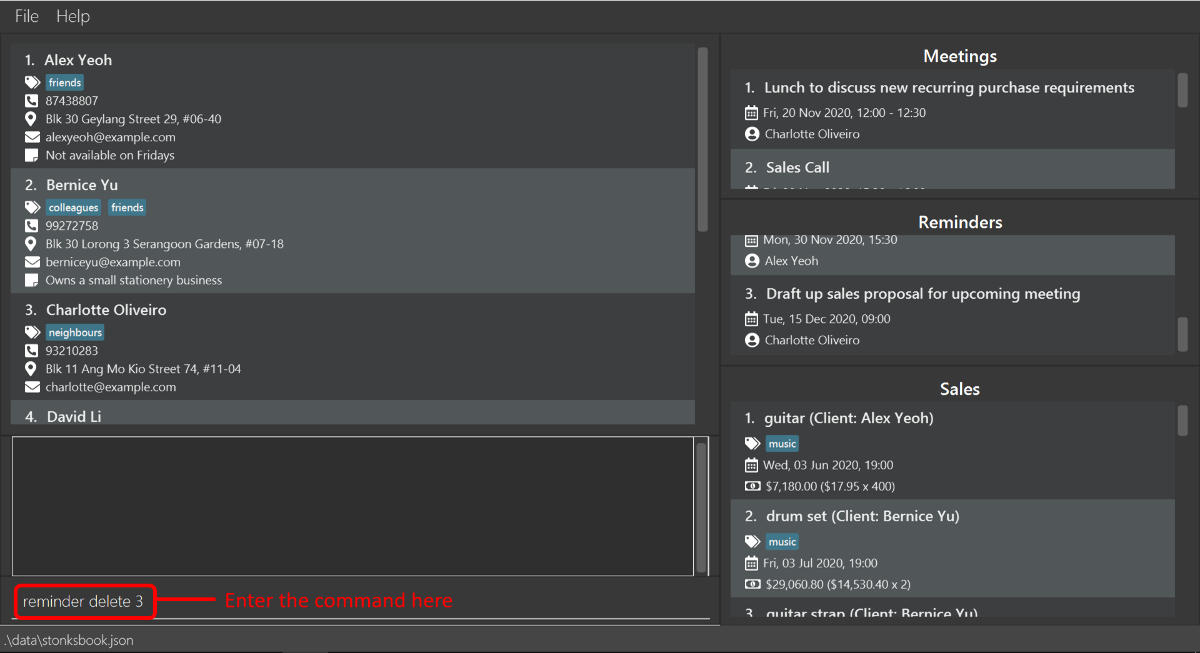 File Help
1. Alex Yeoh
friends
87438807
Blk 30 Geylang Street 29, #06-40
alexyeoh@example.com
Not available on Fridays
2. Bernice Yu
colleagues friends
99272758
Blk 30 Lorong 3 Serangoon Gardens, #07-18
berniceyu@example.com
Owns a small stationery business
3. Charlotte Oliveiro
neighbours
93210283
Blk 11 Ang Mo Kio Street 74, #11-04
charlotte@example.com
4. David Li
reminder delete 3
Enter the command here
Meetings
1. Lunch to discuss new recurring purchase requirements
Fri, 20 Nov 2020, 12:00 - 12:30
Charlotte Oliveiro
2. Sales Call
Reminders
Mon, 30 Nov 2020, 15:30
Alex Yeoh
3. Draft up sales proposal for upcoming meeting
Tue, 15 Dec 2020, 09:00
Charlotte Oliveiro
Sales
1. guitar (Client: Alex Yeoh)
music
Wed, 03 Jun 2020, 19:00
$7,180.00 ($17.95 x 400)
2. drum set (Client: Bernice Yu)
music
Fri, 03 Jul 2020, 19:00
$29,060.80 ($14,530.40 x 2)
3. guitar strap (Client: Bernice Yu)
.\data\stonksbook.json